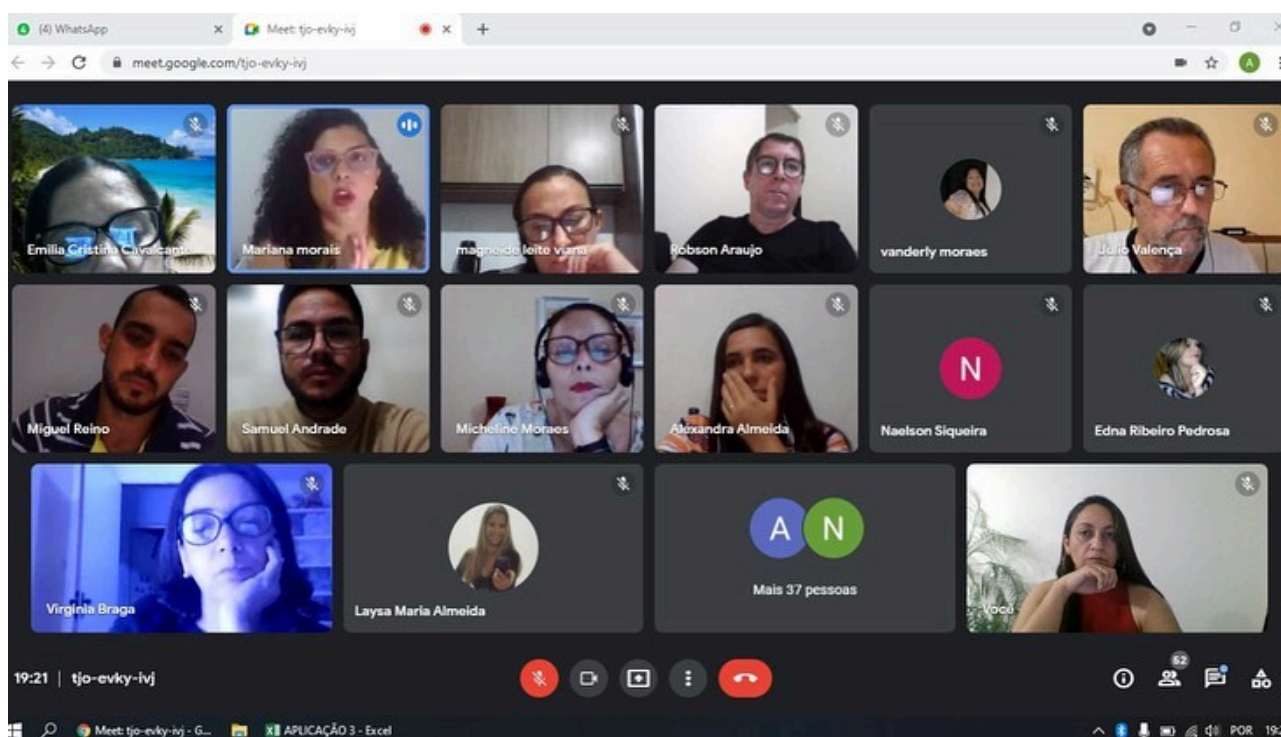 (4) WhatsApp
Meet: tjo-evky-ivj
meet.google.com/tjo-evky-ivj
A
Emilia Cristina Cavalcante
Mariana morais
magneide leite viana
Robson Araujo
vanderly moraes
Julio Valença
Miguel Reino
Samuel Andrade
Micheline Moraes
Alexandra Almeida
N
Naelson Siqueira
Edna Ribeiro Pedrosa
Virgínia Braga
Laysa Maria Almeida
A N
Mais 37 pessoas
Você
19:21 | tjo-evky-ivj
52
Meet: tjo-evky-ivj - G...
APLICAÇÃO 3 - Excel
POR